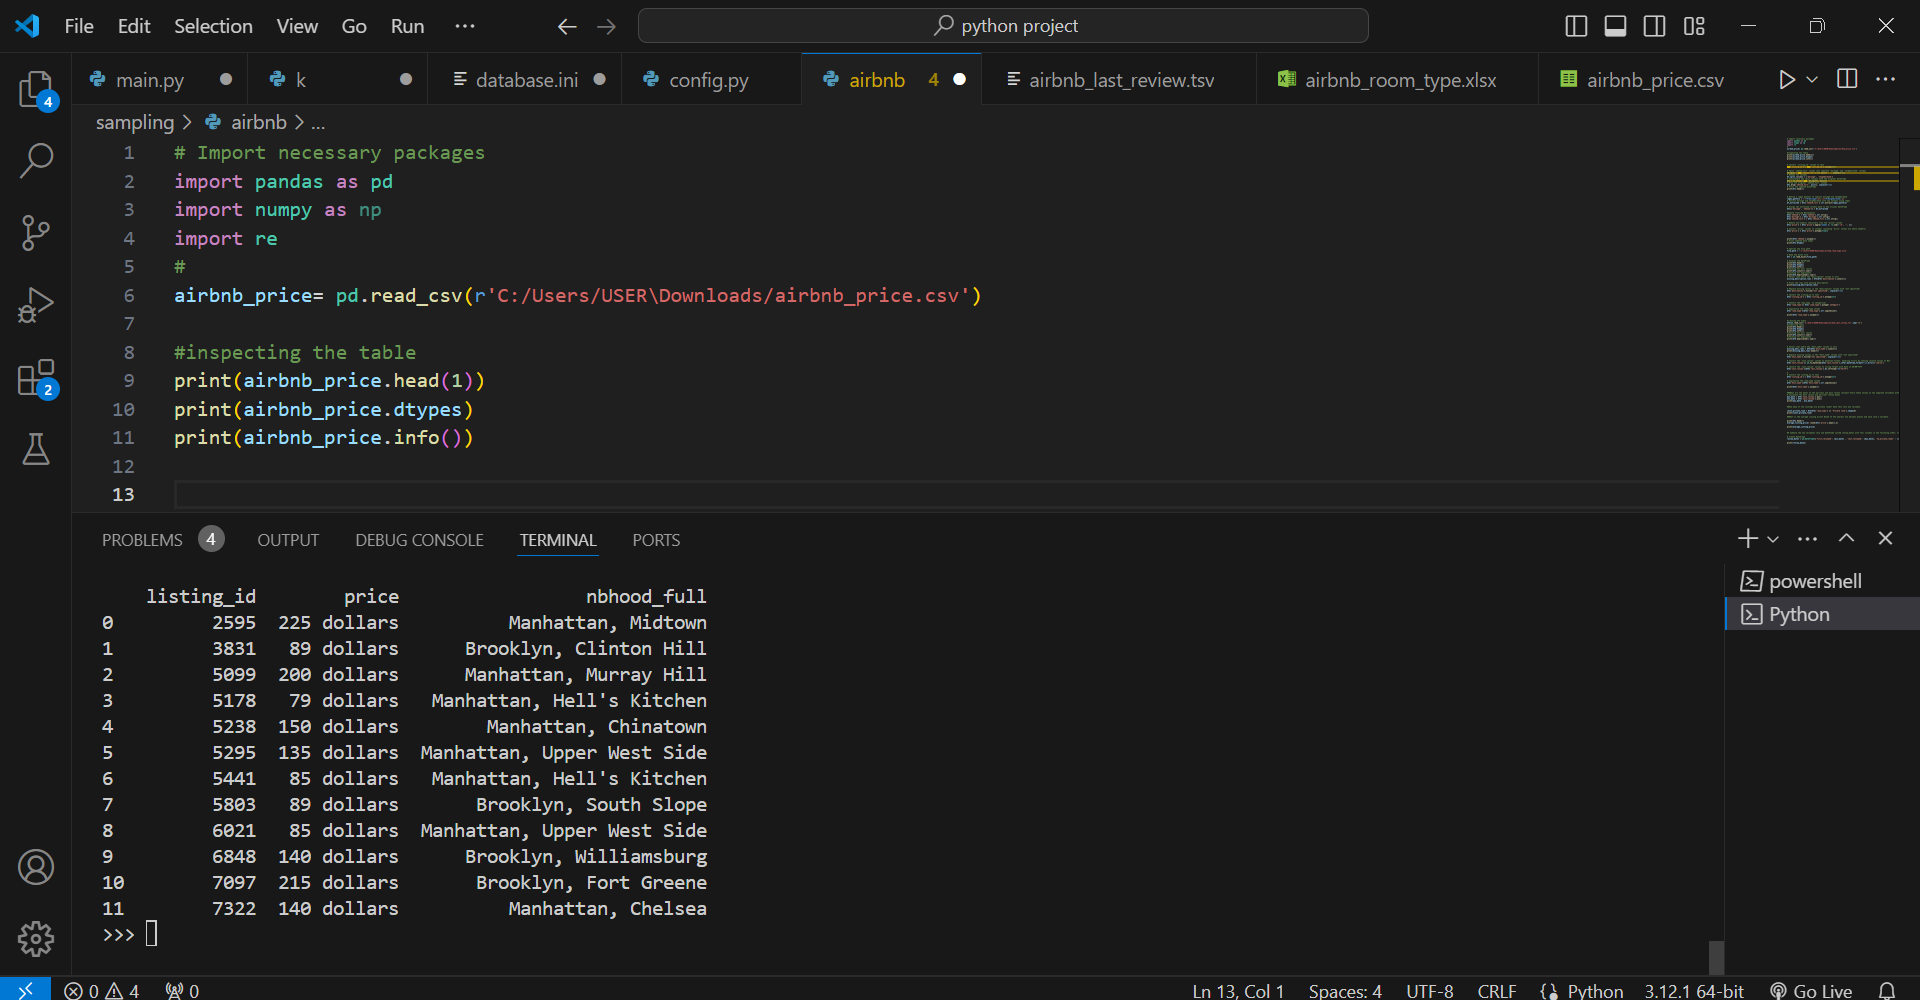 File Edit Selection View Go Run ··· python project
4 main.py k database.ini config.py airbnb 4 airbnb_last_review.tsv airbnb_room_type.xlsx airbnb_price.csv
sampling > airbnb > ...
1 # Import necessary packages
2 import pandas as pd
3 import numpy as np
4 import re
5 #
6 airbnb_price= pd.read_csv(r'C:/Users/USER\Downloads/airbnb_price.csv')
7
8 #inspecting the table
9 print(airbnb_price.head(1))
10 print(airbnb_price.dtypes)
11 print(airbnb_price.info())
12
13
2
PROBLEMS 4 OUTPUT DEBUG CONSOLE TERMINAL PORTS
listing_id price nbhood_full
0 2595 225 dollars Manhattan, Midtown
1 3831 89 dollars Brooklyn, Clinton Hill
2 5099 200 dollars Manhattan, Murray Hill
3 5178 79 dollars Manhattan, Hell's Kitchen
4 5238 150 dollars Manhattan, Chinatown
5 5295 135 dollars Manhattan, Upper West Side
6 5441 85 dollars Manhattan, Hell's Kitchen
7 5803 89 dollars Brooklyn, South Slope
8 6021 85 dollars Manhattan, Upper West Side
9 6848 140 dollars Brooklyn, Williamsburg
10 7097 215 dollars Brooklyn, Fort Greene
11 7322 140 dollars Manhattan, Chelsea
>>>
powershell
Python
0 4 0 Ln 13, Col 1 Spaces: 4 UTF-8 CRLF {} Python 3.12.1 64-bit Go Live